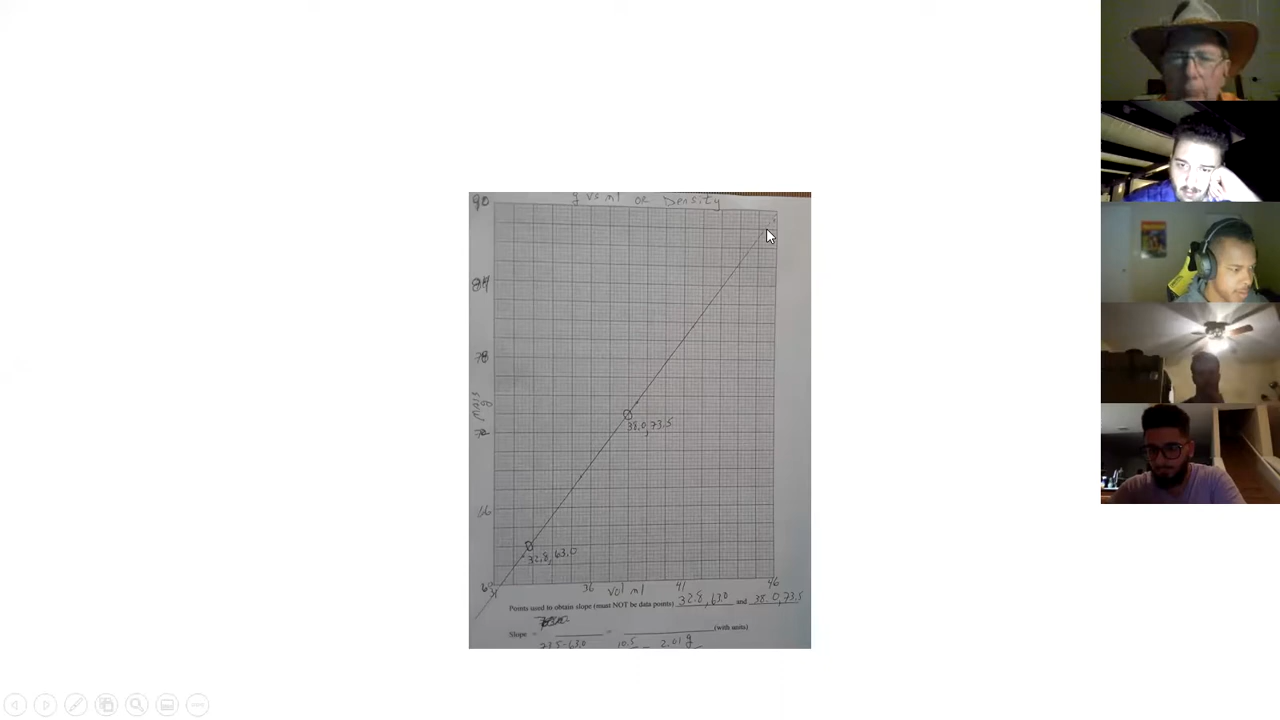 90
g vs ml OR Density
84
78
Mass
g
72
38.0,73.5
66
32.8,63.0
60
31
36
Vol ml
41
46
Points used to obtain slope (must NOT be data points) 32.8,63.0 and 38.0,73.5
Slope = = (with units)
73.5-63.0 10.5 = 2.01 g